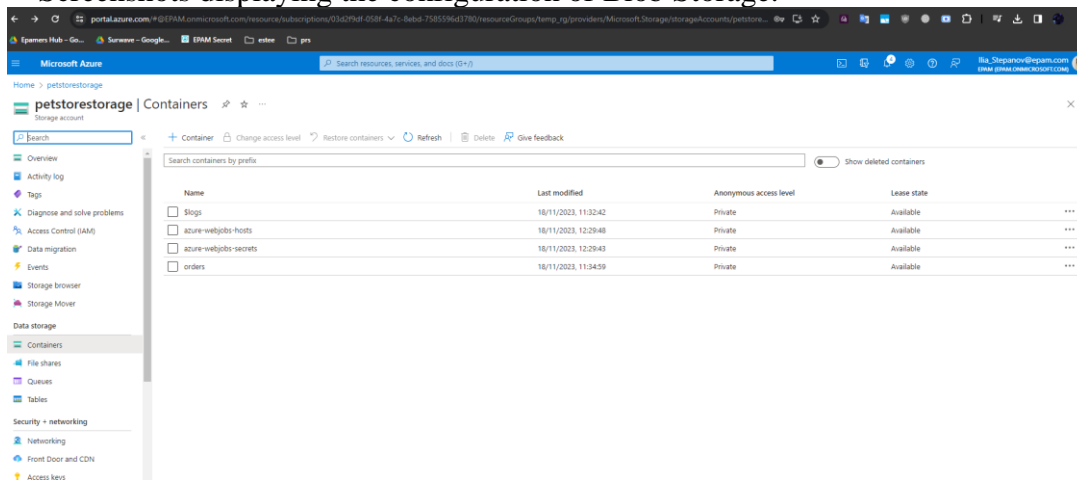 Screenshots displaying the configuration of Blob Storage:
portal.azure.com/#@EPAM.onmicrosoft.com/resource/subscriptions/03d2f9df-058f-4a7c-8ebd-7585596d3780/resourceGroups/temp_rg/providers/Microsoft.Storage/storageAccounts/petstore...
Epamers Hub – Go... Surwave – Google... EPAM Secret estee prs
Microsoft Azure Search resources, services, and docs (G+/) Ilia_Stepanov@epam.com
EPAM (EPAM.ONMICROSOFT.COM)
Home > petstorestorage
petstorestorage | Containers ...
Storage account
Search « + Container Change access level Restore containers Refresh Delete Give feedback
Overview
Search containers by prefix Show deleted containers
Activity log
Tags
Name Last modified Anonymous access level Lease state
Diagnose and solve problems
$logs 18/11/2023, 11:32:42 Private Available ...
Access Control (IAM)
azure-webjobs-hosts 18/11/2023, 12:29:48 Private Available ...
Data migration
azure-webjobs-secrets 18/11/2023, 12:29:43 Private Available ...
Events
orders 18/11/2023, 11:34:59 Private Available ...
Storage browser
Storage Mover
Data storage
Containers
File shares
Queues
Tables
Security + networking
Networking
Front Door and CDN
Access keys